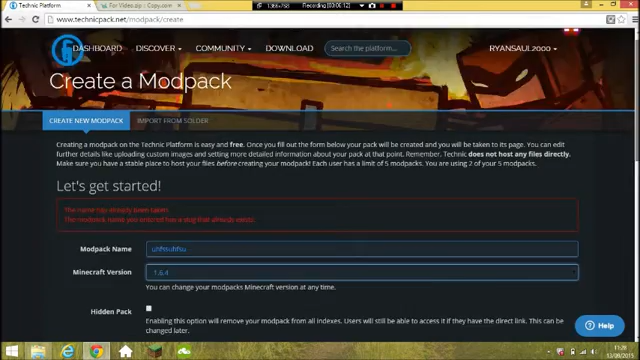 Technic Platform
For Video.zip - Copy.com
1366x768
Recording [00:06:12]
www.technicpack.net/modpack/create
DASHBOARD
DISCOVER
COMMUNITY
DOWNLOAD
Search the platform...
RYANSAUL2000
Create a Modpack
CREATE NEW MODPACK
IMPORT FROM SOLDER
Creating a modpack on the Technic Platform is easy and free. Once you fill out the form below your pack will be created and you will be taken to its page. You can edit
further details like uploading custom images and setting more detailed information about your pack at that point. Remember, Technic does not host any files directly.
Make sure you have a stable place to host your files before creating your modpack! Each user has a limit of 5 modpacks. You are using 2 of your 5 modpacks.
Let's get started!
The name has already been taken.
The modpack name you entered has a slug that already exists.
Modpack Name
Minecraft Version
1.6.4
You can change your modpacks Minecraft version at any time.
Hidden Pack
Enabling this option will remove your modpack from all indexes. Users will still be able to access it if they have the direct link. This can be
changed later.
Help
11:29
13/08/2015